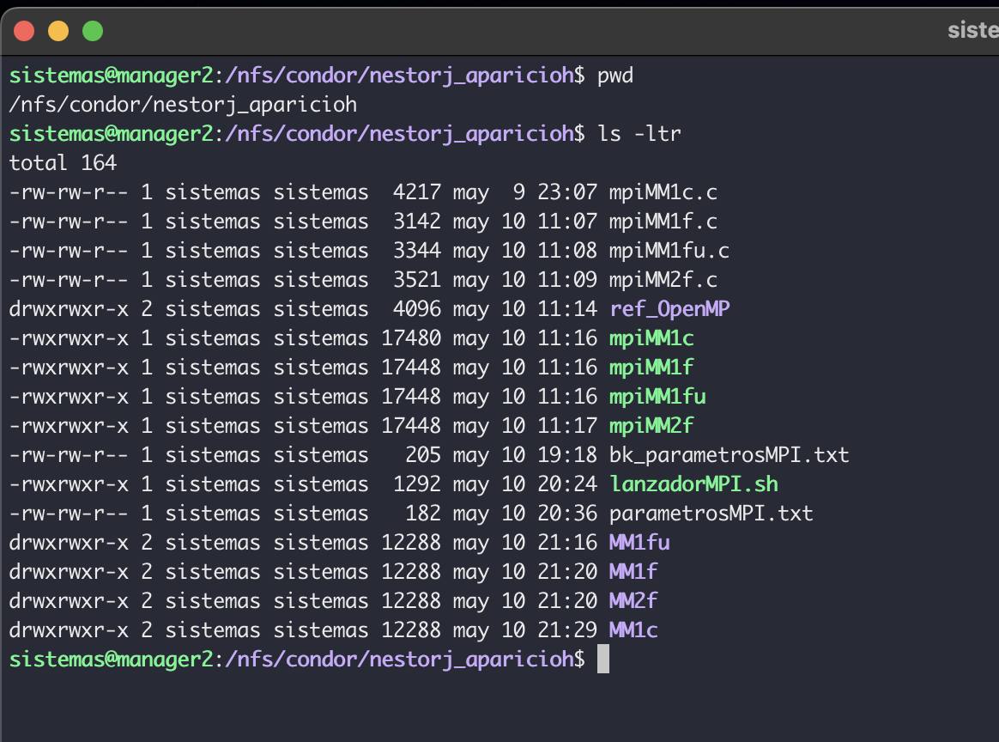 siste
sistemas@manager2:/nfs/condor/nestorj_aparicioh$ pwd
/nfs/condor/nestorj_aparicioh
sistemas@manager2:/nfs/condor/nestorj_aparicioh$ ls -ltr
total 164
-rw-rw-r-- 1 sistemas sistemas  4217 may  9 23:07 mpiMM1c.c
-rw-rw-r-- 1 sistemas sistemas  3142 may 10 11:07 mpiMM1f.c
-rw-rw-r-- 1 sistemas sistemas  3344 may 10 11:08 mpiMM1fu.c
-rw-rw-r-- 1 sistemas sistemas  3521 may 10 11:09 mpiMM2f.c
drwxrwxr-x 2 sistemas sistemas  4096 may 10 11:14 ref_OpenMP
-rwxrwxr-x 1 sistemas sistemas 17480 may 10 11:16 mpiMM1c
-rwxrwxr-x 1 sistemas sistemas 17448 may 10 11:16 mpiMM1f
-rwxrwxr-x 1 sistemas sistemas 17448 may 10 11:16 mpiMM1fu
-rwxrwxr-x 1 sistemas sistemas 17448 may 10 11:17 mpiMM2f
-rw-rw-r-- 1 sistemas sistemas   205 may 10 19:18 bk_parametrosMPI.txt
-rwxrwxr-x 1 sistemas sistemas  1292 may 10 20:24 lanzadorMPI.sh
-rw-rw-r-- 1 sistemas sistemas   182 may 10 20:36 parametrosMPI.txt
drwxrwxr-x 2 sistemas sistemas 12288 may 10 21:16 MM1fu
drwxrwxr-x 2 sistemas sistemas 12288 may 10 21:20 MM1f
drwxrwxr-x 2 sistemas sistemas 12288 may 10 21:20 MM2f
drwxrwxr-x 2 sistemas sistemas 12288 may 10 21:29 MM1c
sistemas@manager2:/nfs/condor/nestorj_aparicioh$